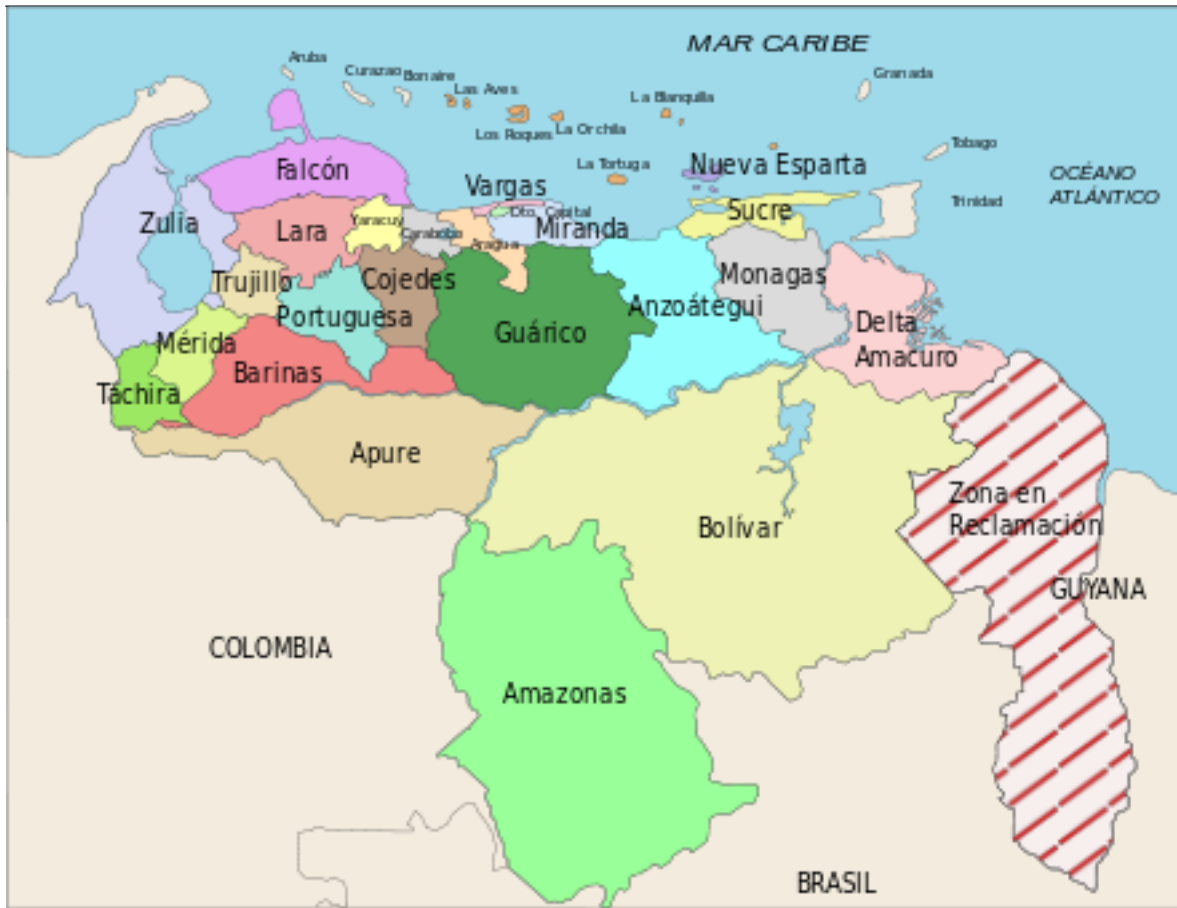 MAR CARIBE
Aruba
Curazao
Bonaire
Las Aves
Granada
La Blanquilla
Los Roques
La Orchila
Tobago
La Tortuga
Nueva Esparta
OCÉANO
ATLÁNTICO
Falcón
Vargas
Trinidad
Zulia
Lara
Yaracuy
Dto. Capital
Sucre
Carabobo
Miranda
Aragua
Trujillo
Cojedes
Monagas
Portuguesa
Guárico
Anzoátegui
Delta
Amacuro
Mérida
Barinas
Táchira
Apure
Zona en
Reclamación
Bolívar
GUYANA
COLOMBIA
Amazonas
BRASIL